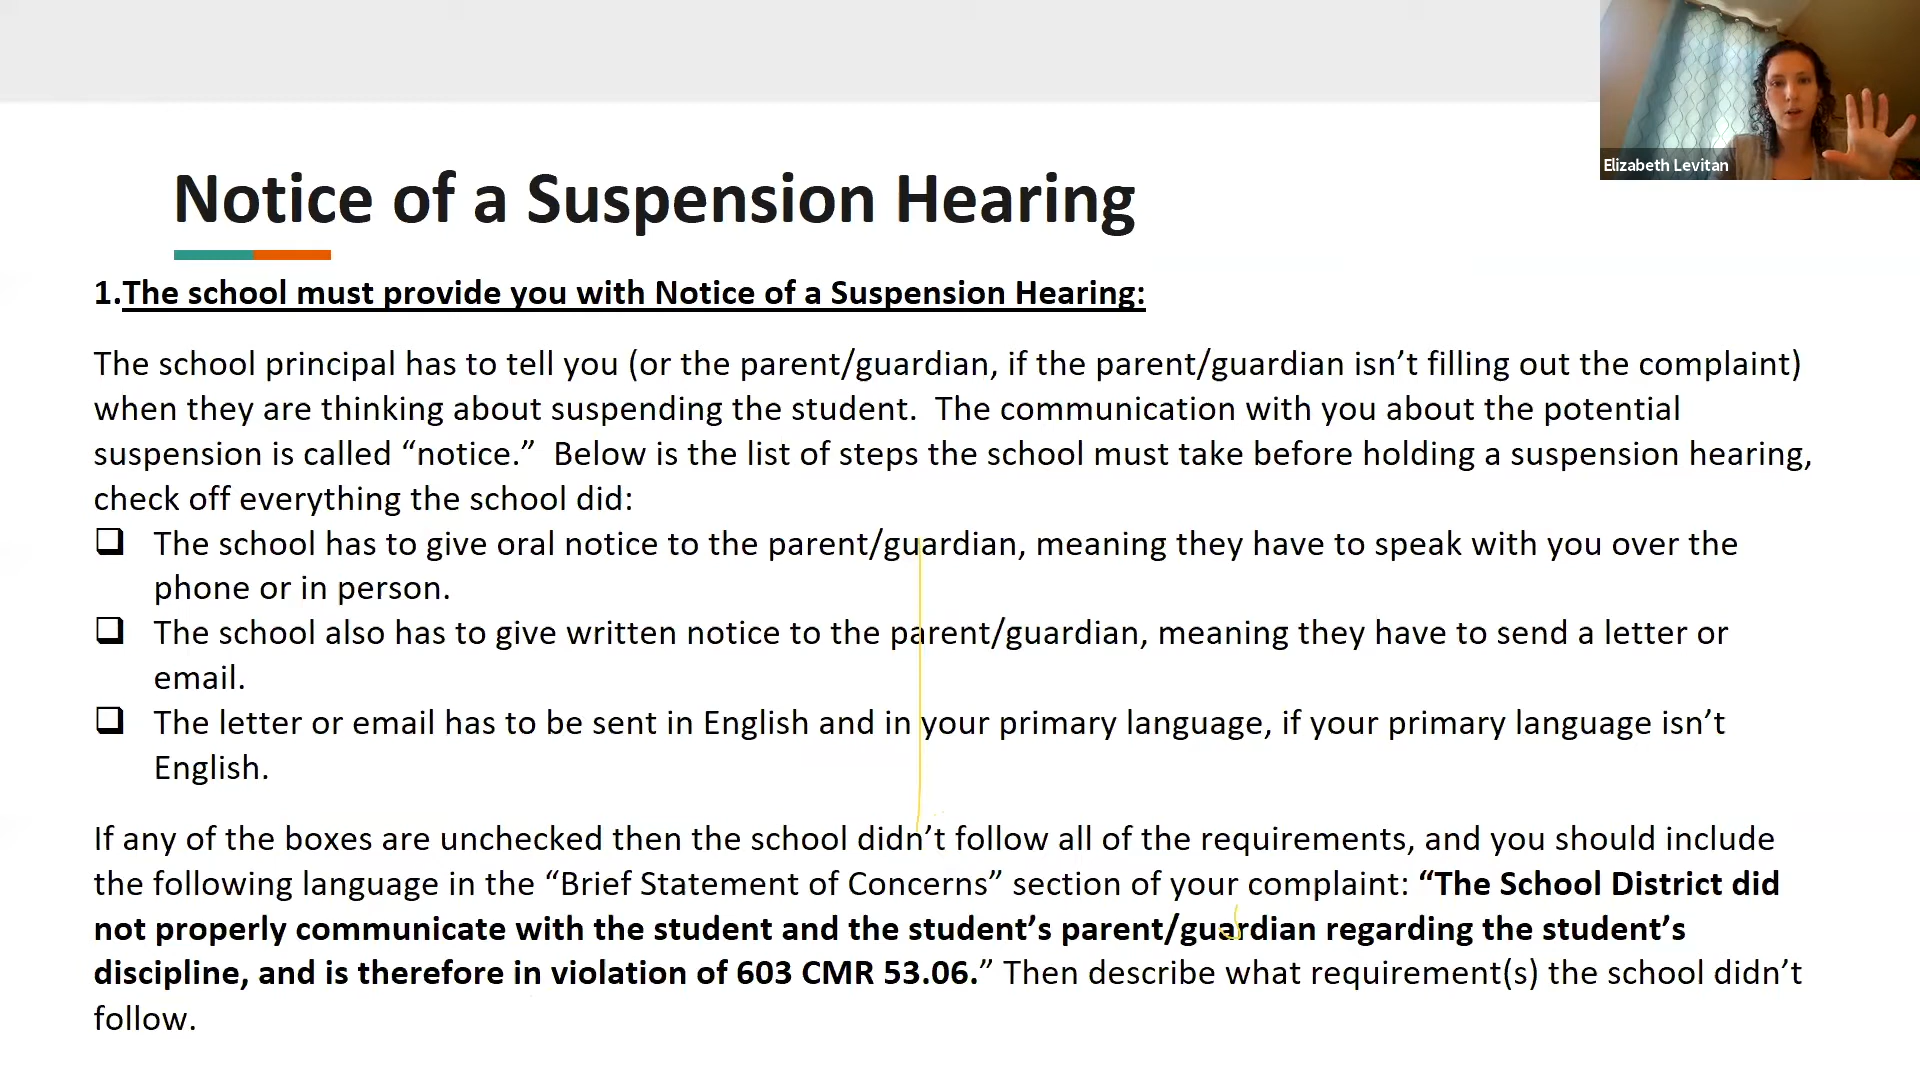 Elizabeth Levitan
Notice of a Suspension Hearing
1.The school must provide you with Notice of a Suspension Hearing:
The school principal has to tell you (or the parent/guardian, if the parent/guardian isn’t filling out the complaint)
when they are thinking about suspending the student.  The communication with you about the potential
suspension is called “notice.”  Below is the list of steps the school must take before holding a suspension hearing,
check off everything the school did:
❑ The school has to give oral notice to the parent/guardian, meaning they have to speak with you over the
phone or in person.
❑ The school also has to give written notice to the parent/guardian, meaning they have to send a letter or
email.
❑ The letter or email has to be sent in English and in your primary language, if your primary language isn’t
English.
If any of the boxes are unchecked then the school didn’t follow all of the requirements, and you should include
the following language in the “Brief Statement of Concerns” section of your complaint: “The School District did
not properly communicate with the student and the student’s parent/guardian regarding the student’s
discipline, and is therefore in violation of 603 CMR 53.06.” Then describe what requirement(s) the school didn’t
follow.